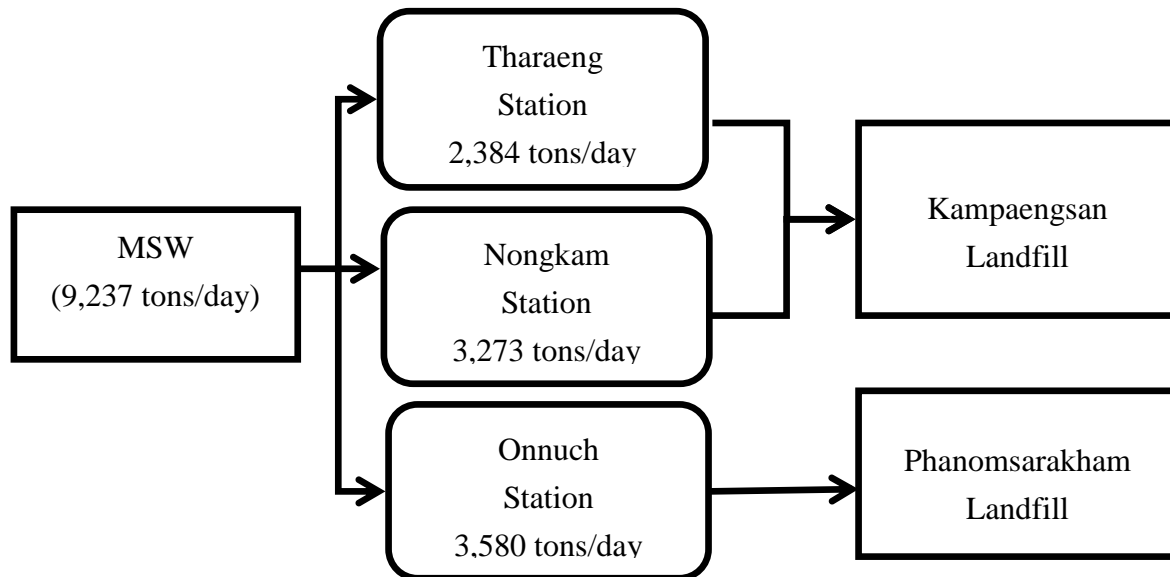 MSW
(9,237 tons/day)
Tharaeng
Station
2,384 tons/day
Nongkam
Station
3,273 tons/day
Onnuch
Station
3,580 tons/day
Kampaengsan
Landfill
Phanomsarakham
Landfill